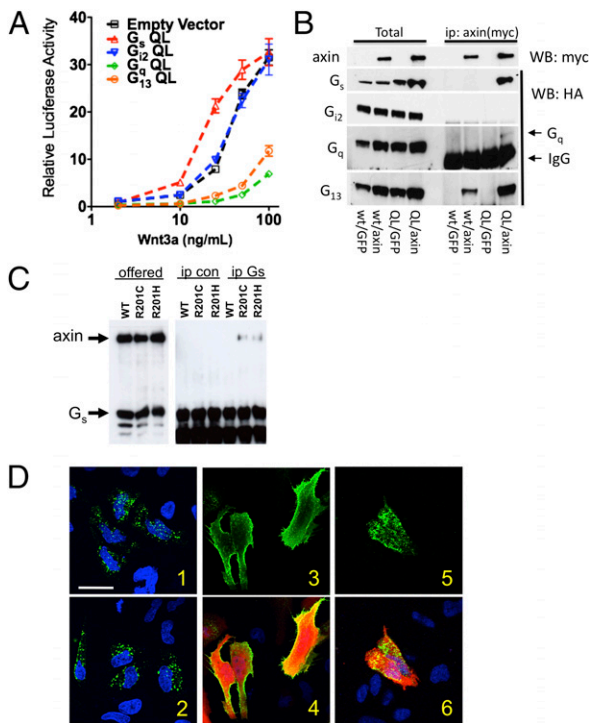 A
Relative Luciferase Activity
40
30
20
10
0
1
10
100
Wnt3a (ng/mL)
Empty Vector
Gs QL
Gi2 QL
Gq QL
G13 QL
B
Total
ip: axin(myc)
axin
WB: myc
Gs
WB: HA
Gi2
Gq
Gq
IgG
G13
wt/GFP
wt/axin
QL/GFP
QL/axin
wt/GFP
wt/axin
QL/GFP
QL/axin
C
offered
ip con
ip Gs
WT
R201C
R201H
WT
R201C
R201H
WT
R201C
R201H
axin
Gs
D
1
3
5
2
4
6